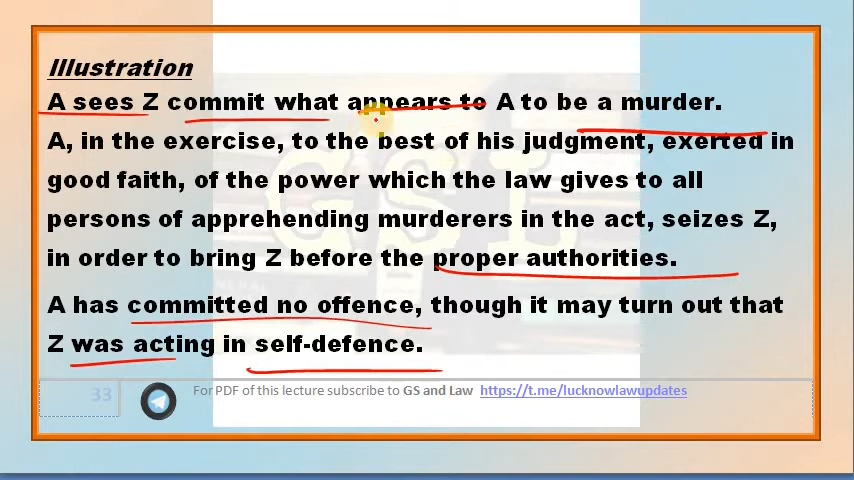 Illustration
A sees Z commit what appears to A to be a murder.
A, in the exercise, to the best of his judgment, exerted in
good faith, of the power which the law gives to all
persons of apprehending murderers in the act, seizes Z,
in order to bring Z before the proper authorities.
A has committed no offence, though it may turn out that
Z was acting in self-defence.
33 For PDF of this lecture subscribe to GS and Law https://t.me/lucknowlawupdates
GSL